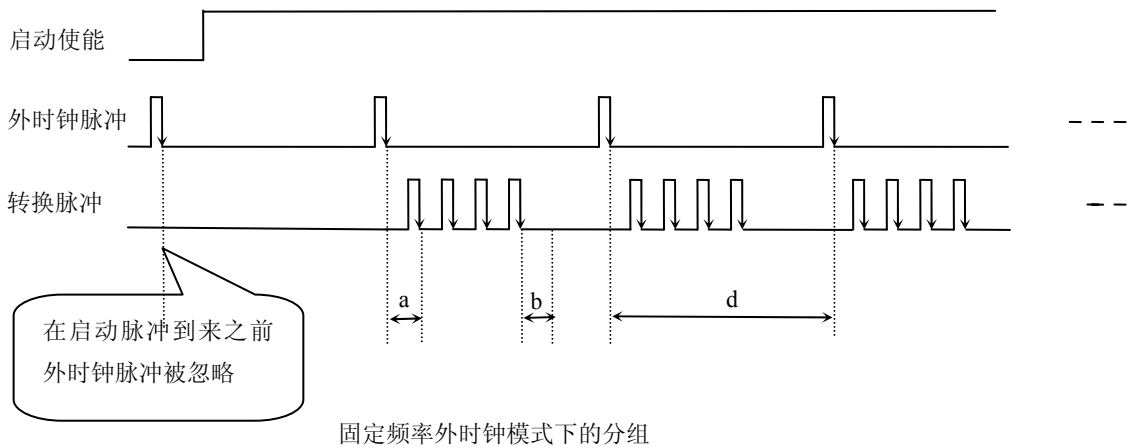 启动使能
外时钟脉冲
转换脉冲
a
b
d
在启动脉冲到来之前
外时钟脉冲被忽略
固定频率外时钟模式下的分组